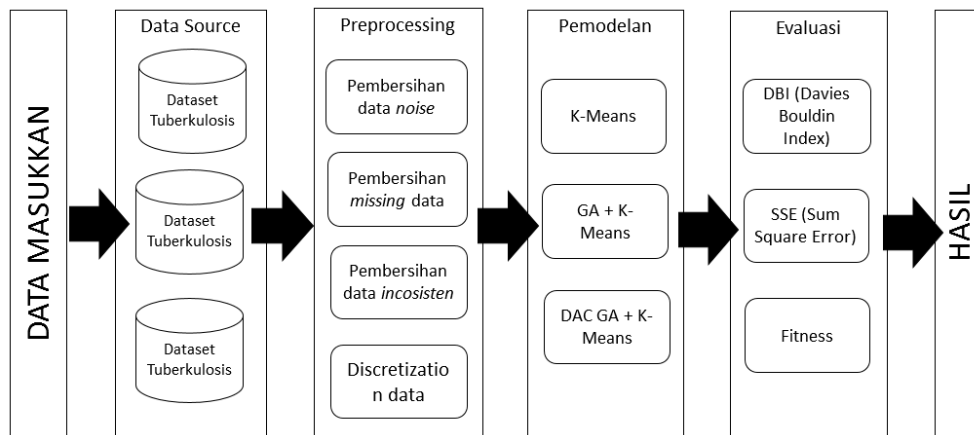 DATA MASUKKAN
Data Source
Dataset
Tuberkulosis
Dataset
Tuberkulosis
Dataset
Tuberkulosis
Preprocessing
Pembersihan
data noise
Pembersihan
missing data
Pembersihan
data incosisten
Discretizatio
n data
Pemodelan
K-Means
GA + K-
Means
DAC GA + K-
Means
Evaluasi
DBI (Davies
Bouldin
Index)
SSE (Sum
Square Error)
Fitness
HASIL